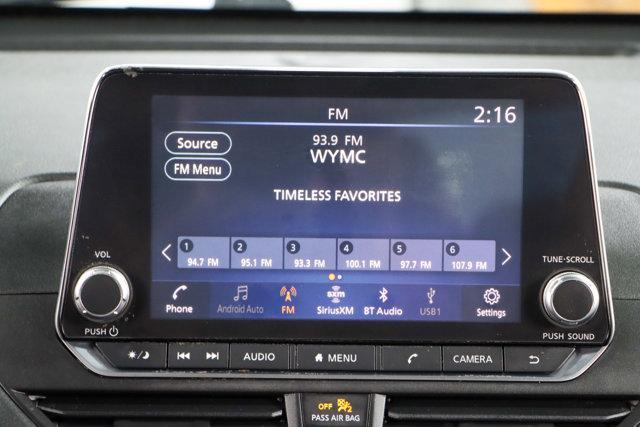 FM
2:16
Source
93.9 FM
WYMC
FM Menu
TIMELESS FAVORITES
1 2 3 4 5 6
94.7 FM 95.1 FM 93.3 FM 100.1 FM 97.7 FM 107.9 FM
VOL
TUNE·SCROLL
sxm
Phone Android Auto FM SiriusXM BT Audio USB1 Settings
PUSH
PUSH SOUND
AUDIO MENU CAMERA
OFF
PASS AIR BAG